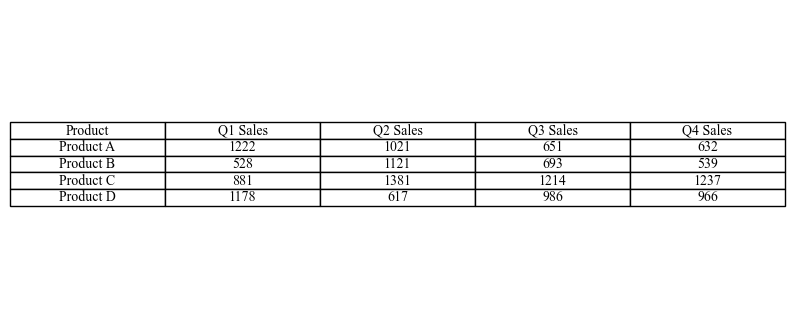 Product Q1 Sales Q2 Sales Q3 Sales Q4 Sales
Product A 1222 1021 651 632
Product B 528 1121 693 539
Product C 881 1381 1214 1237
Product D 1178 617 986 966